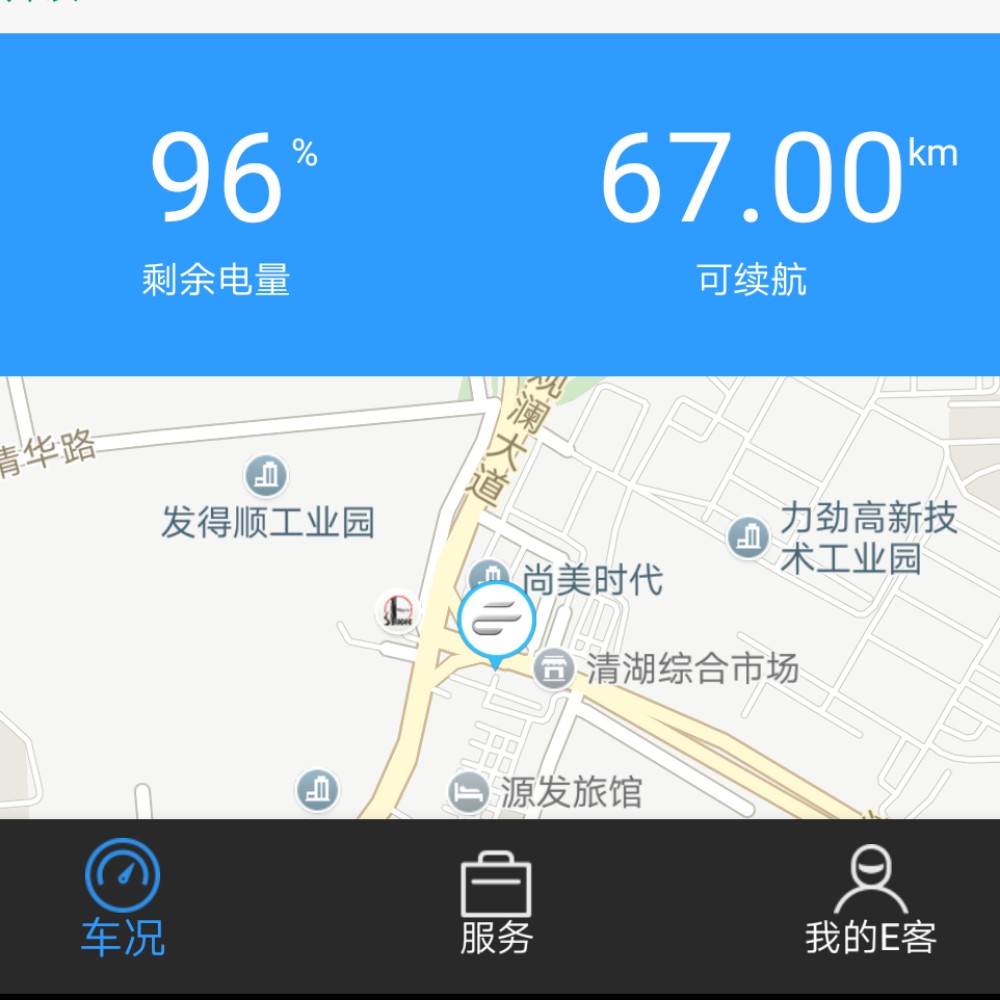 96%
67.00km
剩余电量
可续航
观澜大道
清华路
发得顺工业园
力劲高新技
术工业园
尚美时代
清湖综合市场
源发旅馆
车况
服务
我的E客